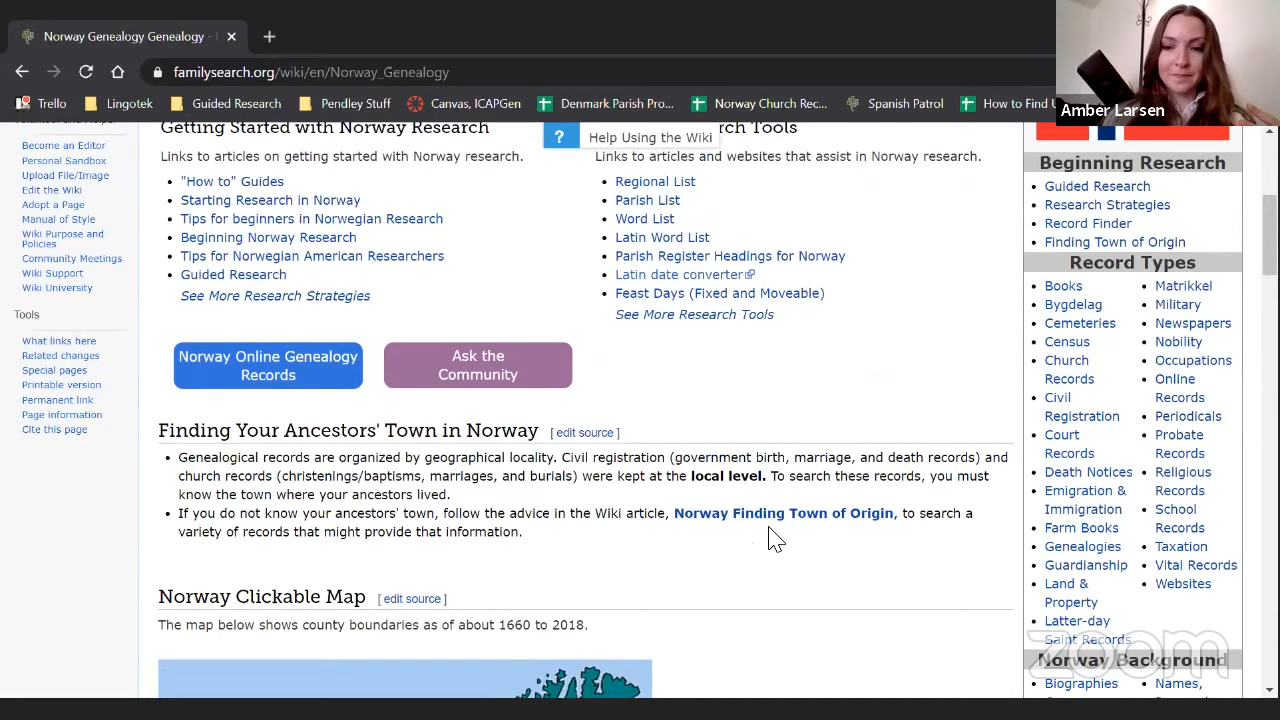 Norway Genealogy Genealogy -
familysearch.org/wiki/en/Norway_Genealogy
Trello Lingotek Guided Research Pendley Stuff Canvas, ICAPGen Denmark Parish Pro... Norway Church Rec... Spanish Patrol How to Find U
Amber Larsen
Become an Editor
Personal Sandbox
Upload File/Image
Edit the Wiki
Adopt a Page
Manual of Style
Wiki Purpose and
Policies
Community Meetings
Wiki Support
Wiki University
Tools
What links here
Related changes
Special pages
Printable version
Permanent link
Page information
Cite this page
Getting Started with Norway Research
Links to articles on getting started with Norway research.
"How to" Guides
Starting Research in Norway
Tips for beginners in Norwegian Research
Beginning Norway Research
Tips for Norwegian American Researchers
Guided Research
See More Research Strategies
? Help Using the Wiki
rch Tools
Links to articles and websites that assist in Norway research.
Regional List
Parish List
Word List
Latin Word List
Parish Register Headings for Norway
Latin date converter
Feast Days (Fixed and Moveable)
See More Research Tools
Norway Online Genealogy
Records
Ask the
Community
Finding Your Ancestors' Town in Norway [ edit source ]
Genealogical records are organized by geographical locality. Civil registration (government birth, marriage, and death records) and
church records (christenings/baptisms, marriages, and burials) were kept at the local level. To search these records, you must
know the town where your ancestors lived.
If you do not know your ancestors' town, follow the advice in the Wiki article, Norway Finding Town of Origin, to search a
variety of records that might provide that information.
Norway Clickable Map [ edit source ]
The map below shows county boundaries as of about 1660 to 2018.
Beginning Research
Guided Research
Research Strategies
Record Finder
Finding Town of Origin
Record Types
Books
Bygdelag
Cemeteries
Census
Church
Records
Civil
Registration
Court
Records
Death Notices
Emigration &
Immigration
Farm Books
Genealogies
Guardianship
Land &
Property
Latter-day
Saint Records
Matrikkel
Military
Newspapers
Nobility
Occupations
Online
Records
Periodicals
Probate
Records
Religious
Records
School
Records
Taxation
Vital Records
Websites
Norway Background
Biographies
Names,
zoom